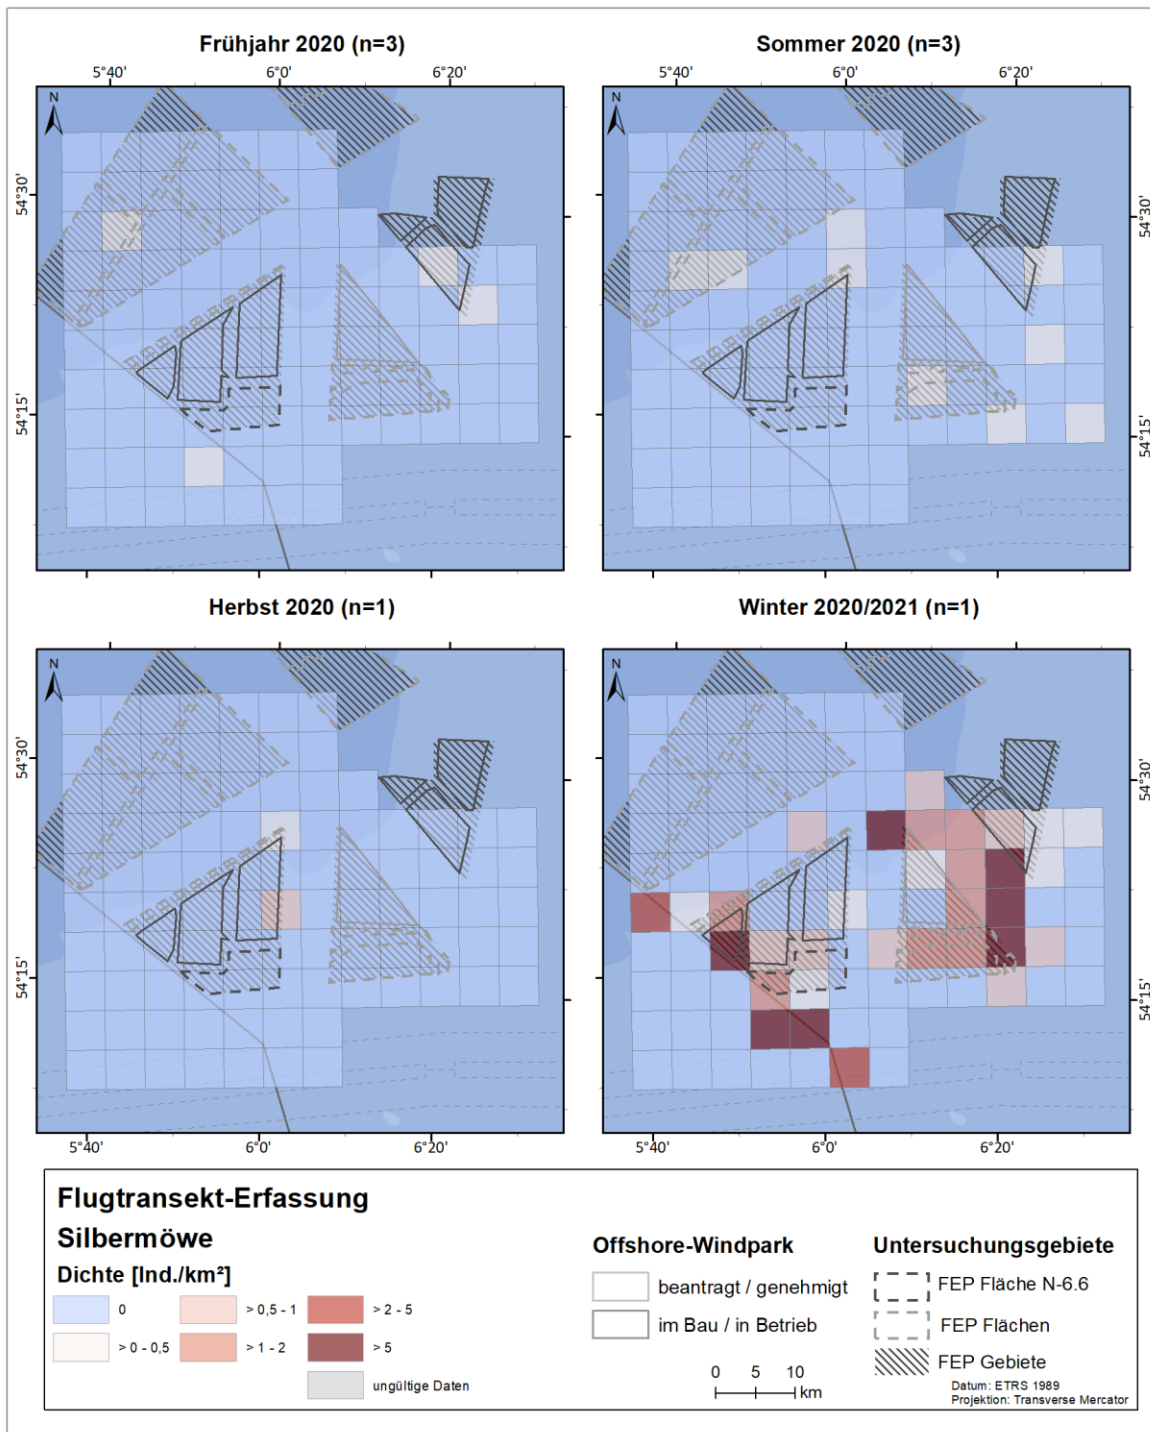 Frühjahr 2020 (n=3)
Sommer 2020 (n=3)
5°40' 6°0' 6°20'
5°40' 6°0' 6°20'
N
N
54°30'
54°15'
54°30'
54°15'
Herbst 2020 (n=1)
Winter 2020/2021 (n=1)
N
N
54°30'
54°15'
54°30'
54°15'
5°40' 6°0' 6°20'
5°40' 6°0' 6°20'
Flugtransekt-Erfassung
Silbermöwe
Dichte [Ind./km²]
0
> 0 - 0,5
> 0,5 - 1
> 1 - 2
> 2 - 5
> 5
ungültige Daten
Offshore-Windpark
beantragt / genehmigt
im Bau / in Betrieb
0 5 10
km
Untersuchungsgebiete
FEP Fläche N-6.6
FEP Flächen
FEP Gebiete
Datum: ETRS 1989
Projektion: Transverse Mercator